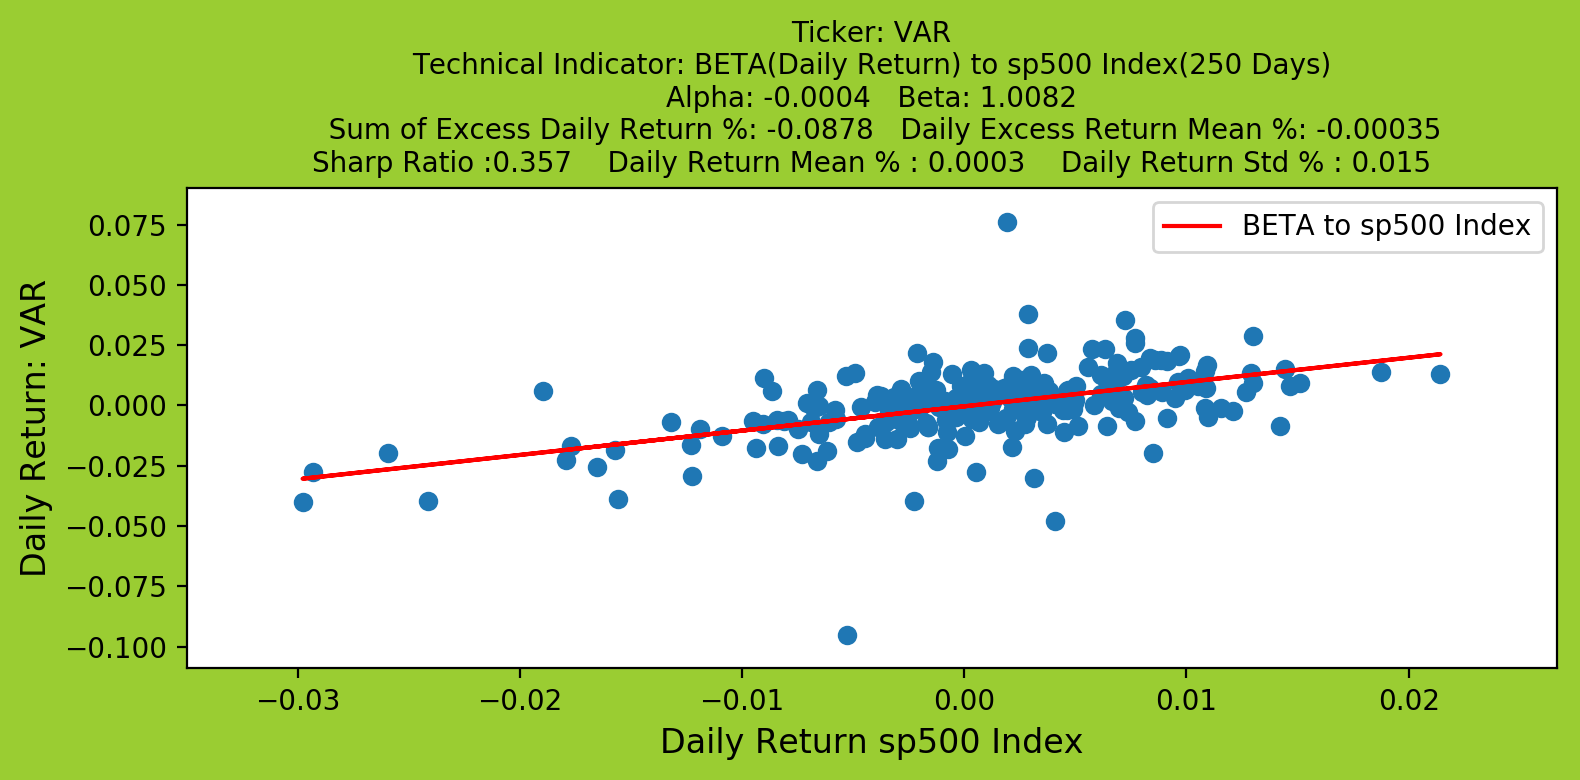 Ticker: VAR
Technical Indicator: BETA(Daily Return) to sp500 Index(250 Days)
Alpha: -0.0004   Beta: 1.0082
Sum of Excess Daily Return %: -0.0878   Daily Excess Return Mean %: -0.00035
Sharp Ratio :0.357    Daily Return Mean % : 0.0003    Daily Return Std % : 0.015
BETA to sp500 Index
Daily Return: VAR
0.075
0.050
0.025
0.000
−0.025
−0.050
−0.075
−0.100
−0.03
−0.02
−0.01
0.00
0.01
0.02
Daily Return sp500 Index